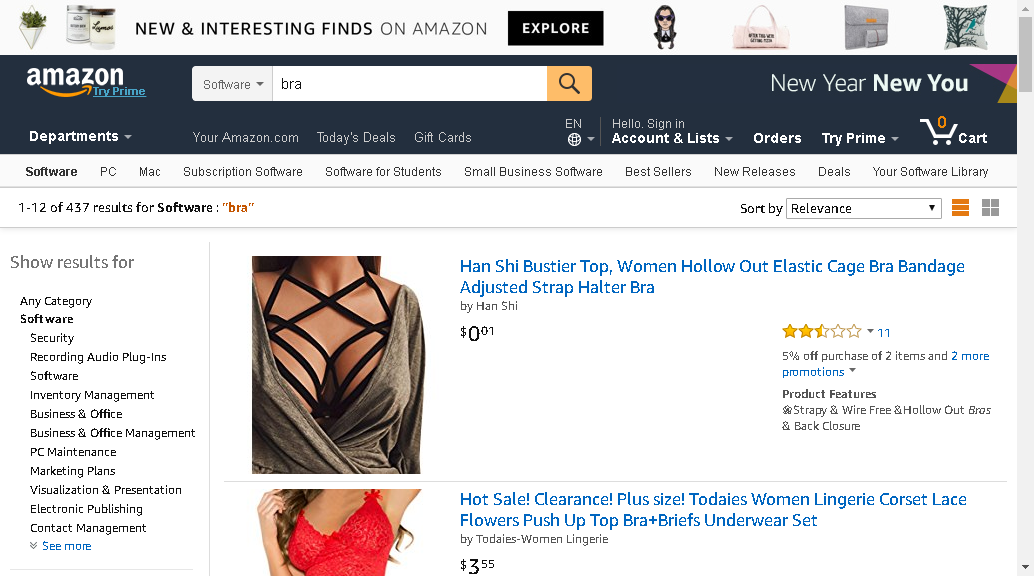 NEW & INTERESTING FINDS ON AMAZON EXPLORE
amazon
Try Prime
Software bra
New Year New You
Departments
Your Amazon.com Today's Deals Gift Cards
EN
Hello. Sign in
Account & Lists Orders Try Prime 0 Cart
Software PC Mac Subscription Software Software for Students Small Business Software Best Sellers New Releases Deals Your Software Library
1-12 of 437 results for Software : "bra"
Sort by Relevance
Show results for
Any Category
Software
Security
Recording Audio Plug-Ins
Software
Inventory Management
Business & Office
Business & Office Management
PC Maintenance
Marketing Plans
Visualization & Presentation
Electronic Publishing
Contact Management
See more
Han Shi Bustier Top, Women Hollow Out Elastic Cage Bra Bandage
Adjusted Strap Halter Bra
by Han Shi
$0.01
11
5% off purchase of 2 items and 2 more
promotions
Product Features
❀Strapy & Wire Free &Hollow Out Bras
& Back Closure
Hot Sale! Clearance! Plus size! Todaies Women Lingerie Corset Lace
Flowers Push Up Top Bra+Briefs Underwear Set
by Todaies-Women Lingerie
$3.55